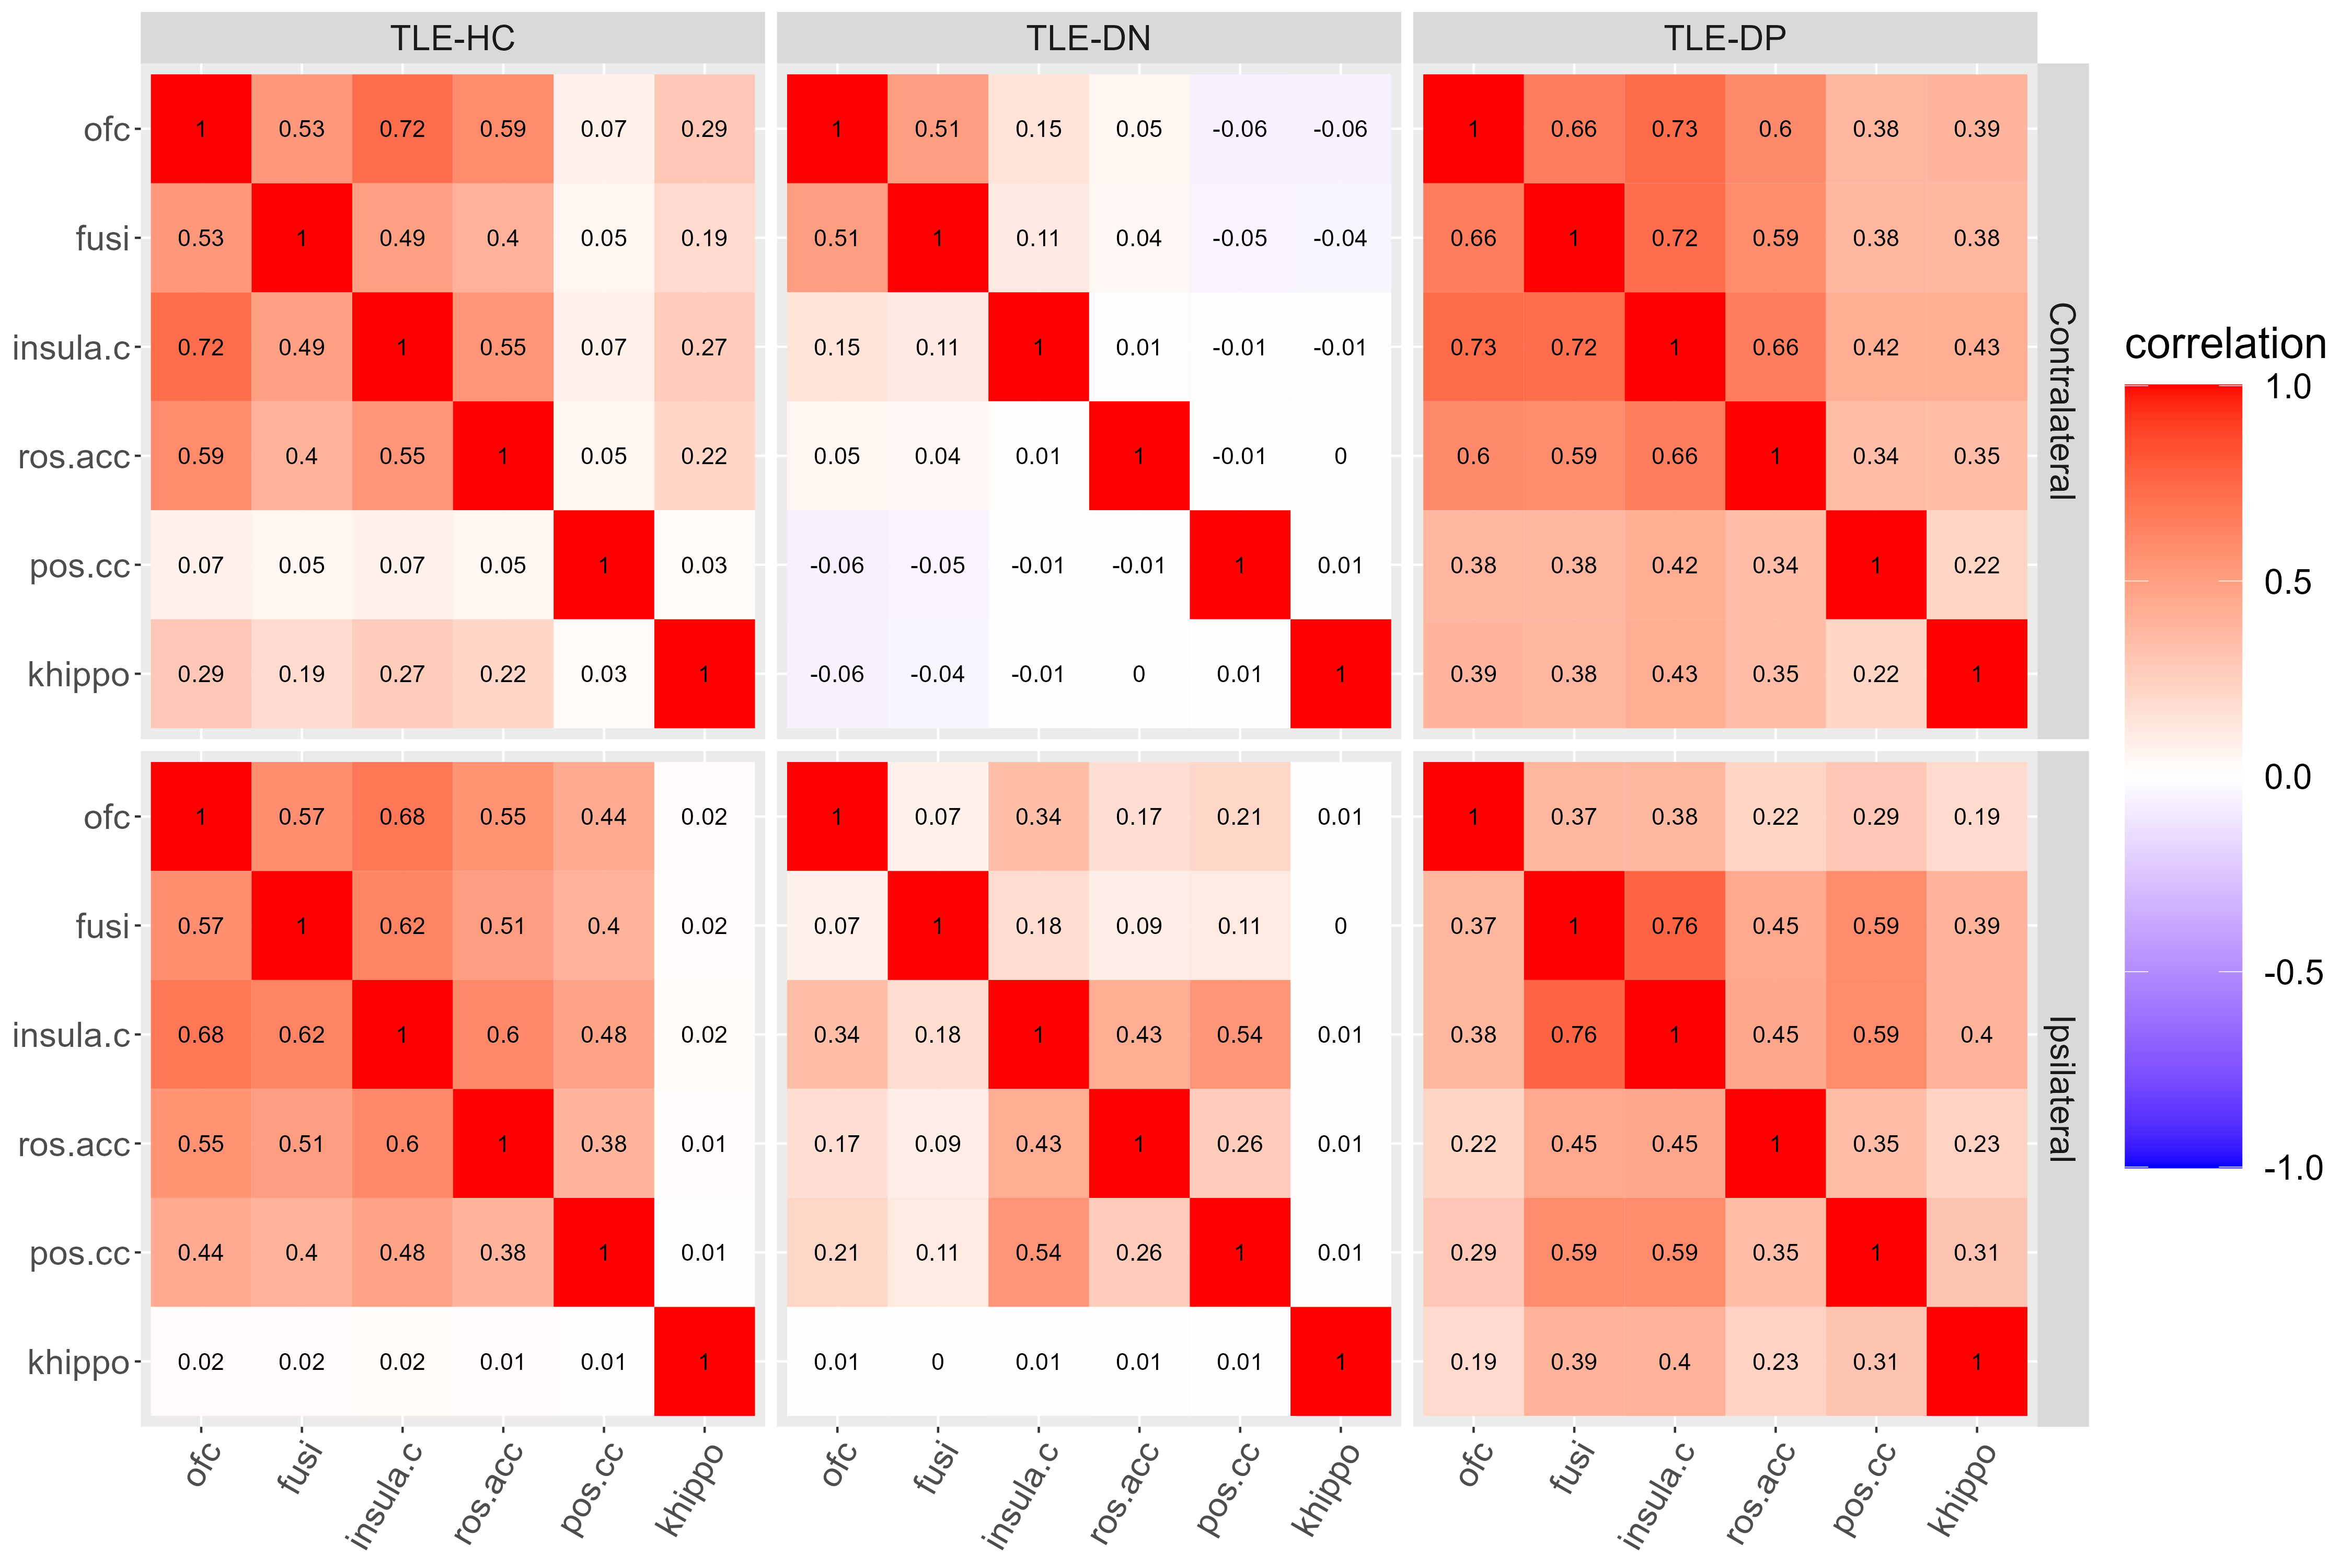 TLE-HC TLE-DN TLE-DP
ofc 1 0.53 0.72 0.59 0.07 0.29 1 0.51 0.15 0.05 -0.06 -0.06 1 0.66 0.73 0.6 0.38 0.39
fusi 0.53 1 0.49 0.4 0.05 0.19 0.51 1 0.11 0.04 -0.05 -0.04 0.66 1 0.72 0.59 0.38 0.38
insula.c 0.72 0.49 1 0.55 0.07 0.27 0.15 0.11 1 0.01 -0.01 -0.01 0.73 0.72 1 0.66 0.42 0.43
ros.acc 0.59 0.4 0.55 1 0.05 0.22 0.05 0.04 0.01 1 -0.01 0 0.6 0.59 0.66 1 0.34 0.35
pos.cc 0.07 0.05 0.07 0.05 1 0.03 -0.06 -0.05 -0.01 -0.01 1 0.01 0.38 0.38 0.42 0.34 1 0.22
khippo 0.29 0.19 0.27 0.22 0.03 1 -0.06 -0.04 -0.01 0 0.01 1 0.39 0.38 0.43 0.35 0.22 1
Contralateral
ofc 1 0.57 0.68 0.55 0.44 0.02 1 0.07 0.34 0.17 0.21 0.01 1 0.37 0.38 0.22 0.29 0.19
fusi 0.57 1 0.62 0.51 0.4 0.02 0.07 1 0.18 0.09 0.11 0 0.37 1 0.76 0.45 0.59 0.39
insula.c 0.68 0.62 1 0.6 0.48 0.02 0.34 0.18 1 0.43 0.54 0.01 0.38 0.76 1 0.45 0.59 0.4
ros.acc 0.55 0.51 0.6 1 0.38 0.01 0.17 0.09 0.43 1 0.26 0.01 0.22 0.45 0.45 1 0.35 0.23
pos.cc 0.44 0.4 0.48 0.38 1 0.01 0.21 0.11 0.54 0.26 1 0.01 0.29 0.59 0.59 0.35 1 0.31
khippo 0.02 0.02 0.02 0.01 0.01 1 0.01 0 0.01 0.01 0.01 1 0.19 0.39 0.4 0.23 0.31 1
Ipsilateral
ofc fusi insula.c ros.acc pos.cc khippo ofc fusi insula.c ros.acc pos.cc khippo ofc fusi insula.c ros.acc pos.cc khippo
correlation
1.0
0.5
0.0
-0.5
-1.0